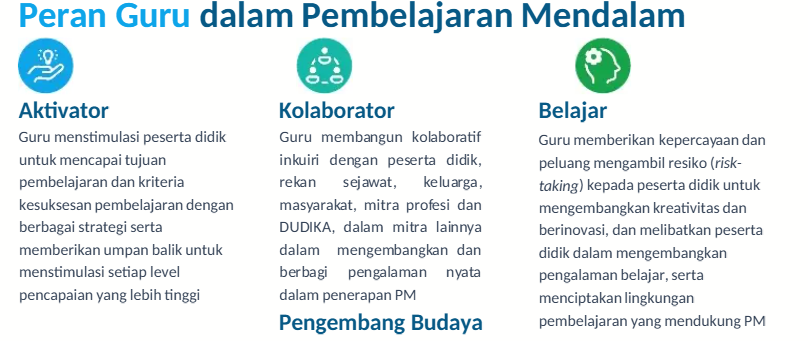 Peran Guru dalam Pembelajaran Mendalam
Aktivator
Guru menstimulasi peserta didik
untuk mencapai tujuan
pembelajaran dan kriteria
kesuksesan pembelajaran dengan
berbagai strategi serta
memberikan umpan balik untuk
menstimulasi setiap level
pencapaian yang lebih tinggi
Kolaborator
Guru membangun kolaboratif
inkuiri dengan peserta didik,
rekan sejawat, keluarga,
masyarakat, mitra profesi dan
DUDIKA, dalam mitra lainnya
dalam mengembangkan dan
berbagi pengalaman nyata
dalam penerapan PM
Pengembang Budaya
Belajar
Guru memberikan kepercayaan dan
peluang mengambil resiko (risk-
taking) kepada peserta didik untuk
mengembangkan kreativitas dan
berinovasi, dan melibatkan peserta
didik dalam mengembangkan
pengalaman belajar, serta
menciptakan lingkungan
pembelajaran yang mendukung PM